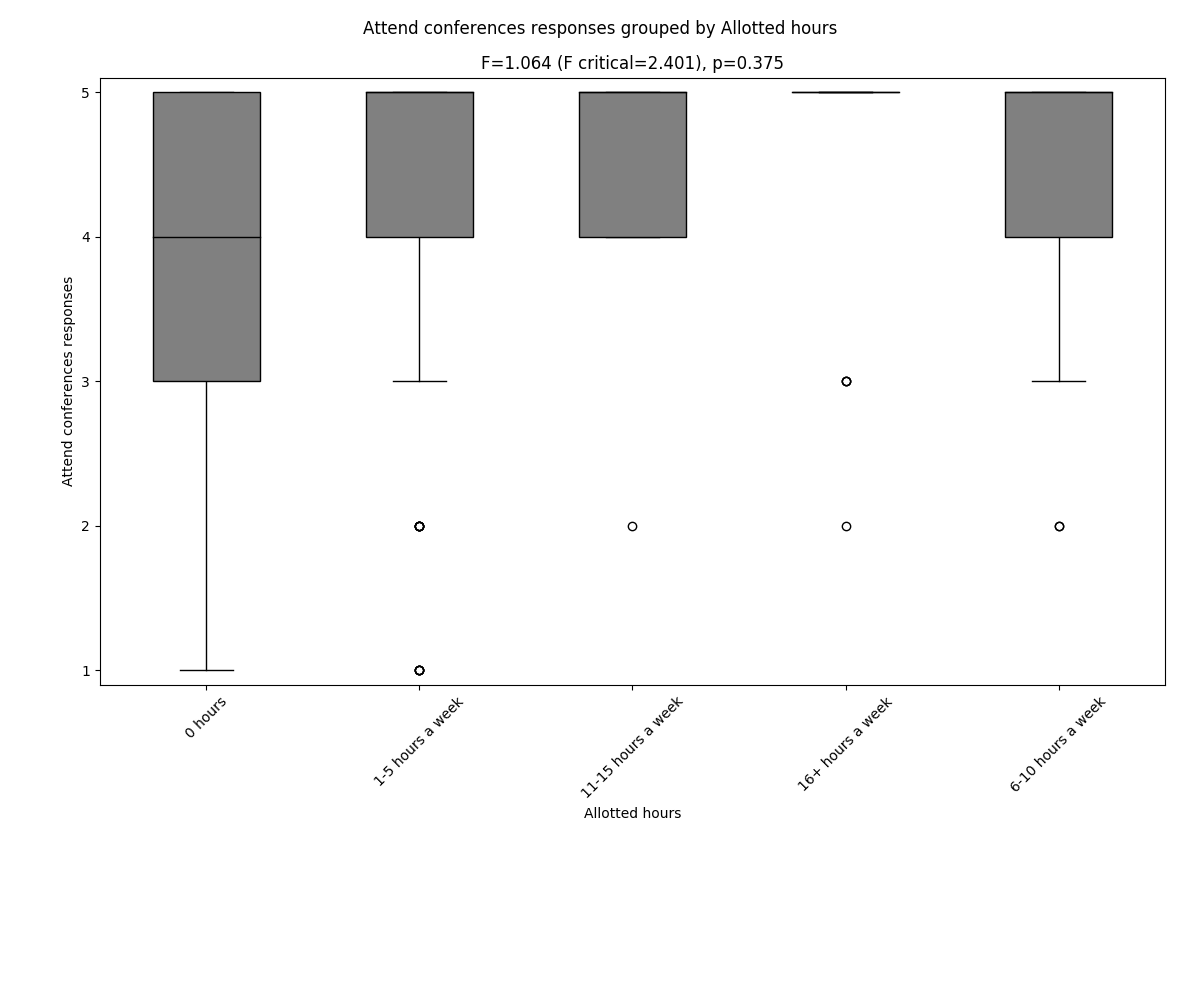 Attend conferences responses grouped by Allotted hours
F=1.064 (F critical=2.401), p=0.375
Attend conferences responses
5
4
3
2
1
0 hours
1-5 hours a week
11-15 hours a week
16+ hours a week
6-10 hours a week
Allotted hours